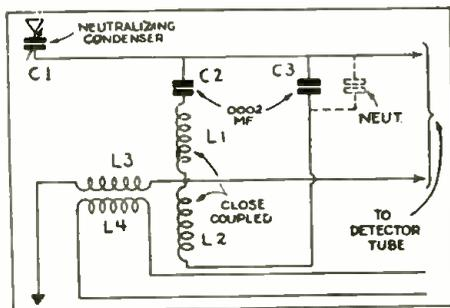 NEUTRALIZING
CONDENSER
C1
C2
C3
.0002
MF
NEUT.
L1
L3
CLOSE
COUPLED
L4
L2
TO
DETECTOR
TUBE